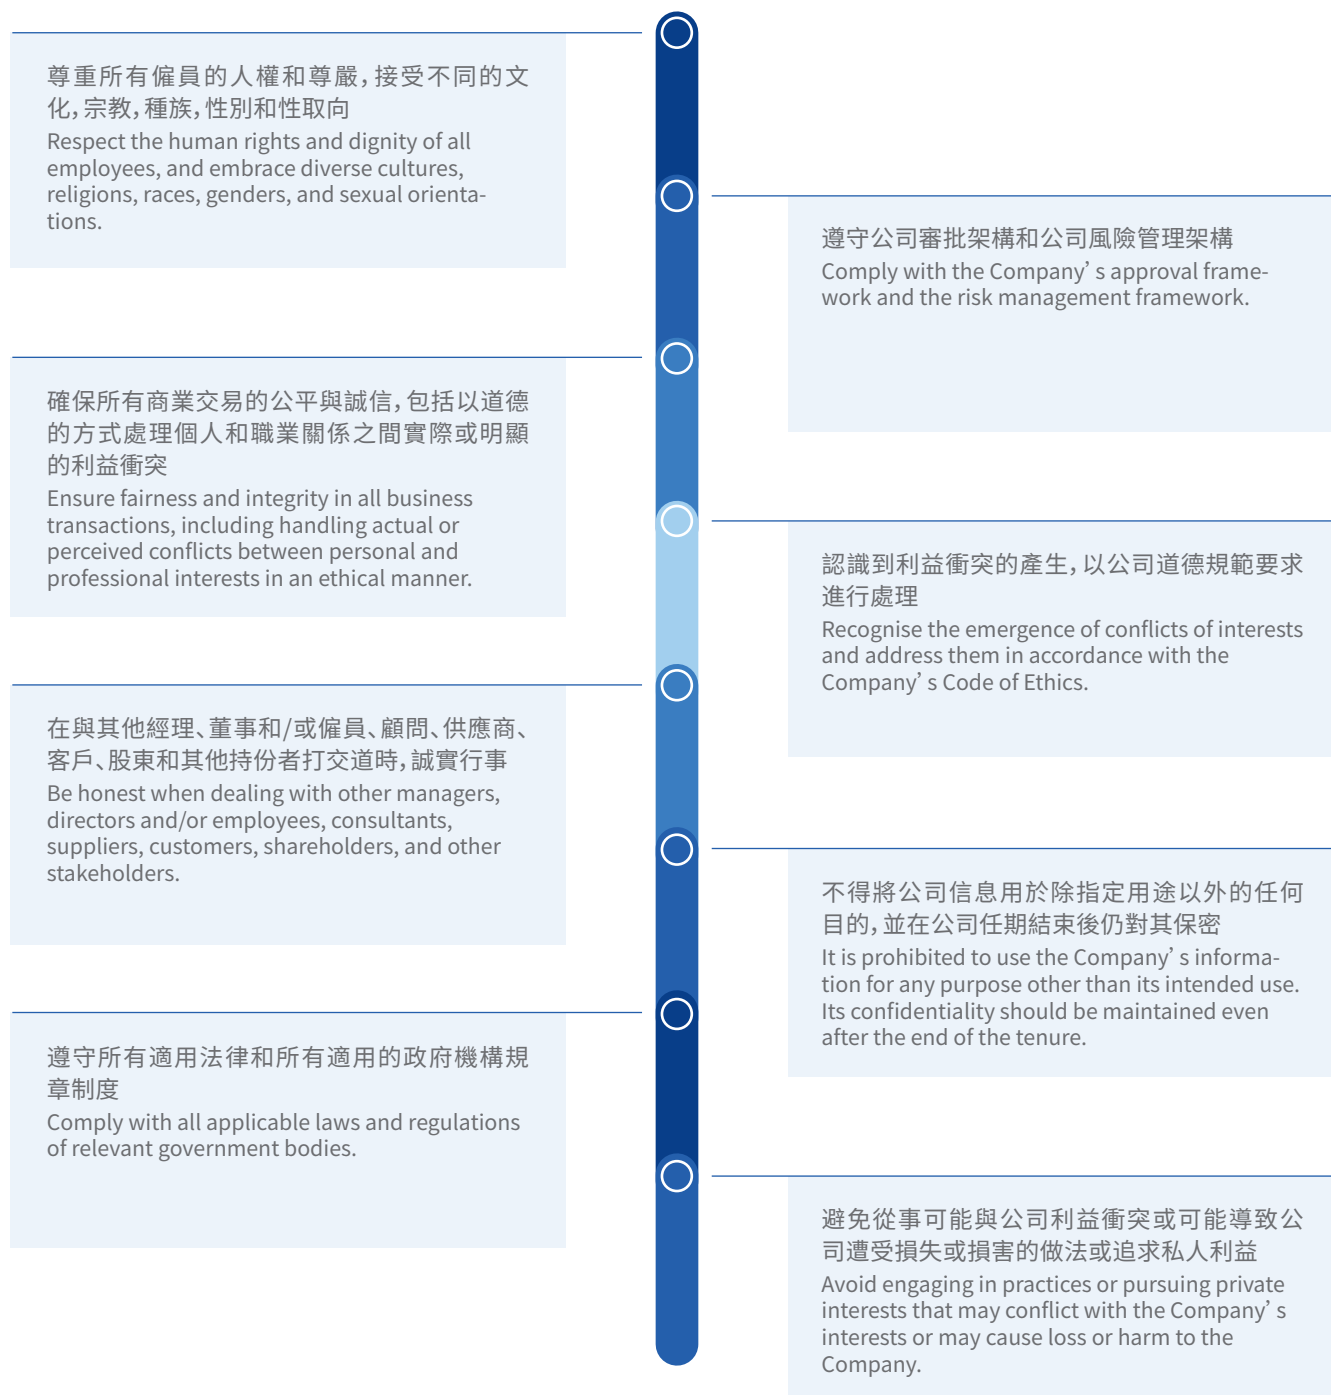 尊重所有僱員的人權和尊嚴，接受不同的文
化，宗教，種族，性別和性取向
Respect the human rights and dignity of all
employees, and embrace diverse cultures,
religions, races, genders, and sexual orienta-
tions.
遵守公司審批架構和公司風險管理架構
Comply with the Company’s approval frame-
work and the risk management framework.
確保所有商業交易的公平與誠信，包括以道德
的方式處理個人和職業關係之間實際或明顯
的利益衝突
Ensure fairness and integrity in all business
transactions, including handling actual or
perceived conflicts between personal and
professional interests in an ethical manner.
認識到利益衝突的產生，以公司道德規範要求
進行處理
Recognise the emergence of conflicts of interests
and address them in accordance with the
Company’s Code of Ethics.
在與其他經理、董事和/或僱員、顧問、供應商、
客戶、股東和其他持份者打交道時，誠實行事
Be honest when dealing with other managers,
directors and/or employees, consultants,
suppliers, customers, shareholders, and other
stakeholders.
不得將公司信息用於除指定用途以外的任何
目的，並在公司任期結束後仍對其保密
It is prohibited to use the Company’s informa-
tion for any purpose other than its intended use.
Its confidentiality should be maintained even
after the end of the tenure.
遵守所有適用法律和所有適用的政府機構規
章制度
Comply with all applicable laws and regulations
of relevant government bodies.
避免從事可能與公司利益衝突或可能導致公
司遭受損失或損害的做法或追求私人利益
Avoid engaging in practices or pursuing private
interests that may conflict with the Company’s
interests or may cause loss or harm to the
Company.